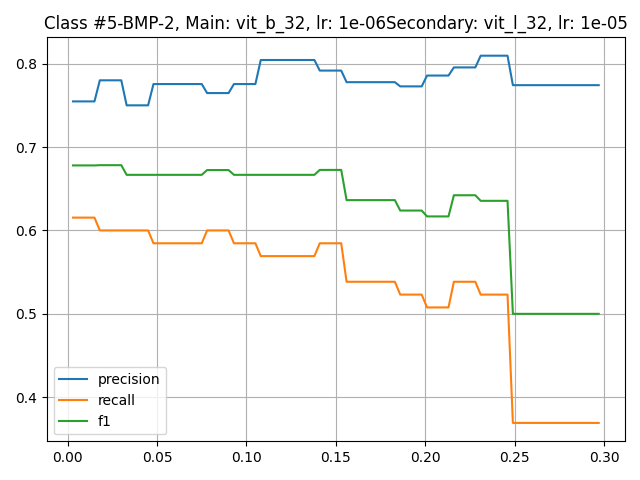 Class #5-BMP-2, Main: vit_b_32, lr: 1e-06Secondary: vit_l_32, lr: 1e-05
0.8
0.7
0.6
0.5
0.4
precision
recall
f1
0.00 0.05 0.10 0.15 0.20 0.25 0.30